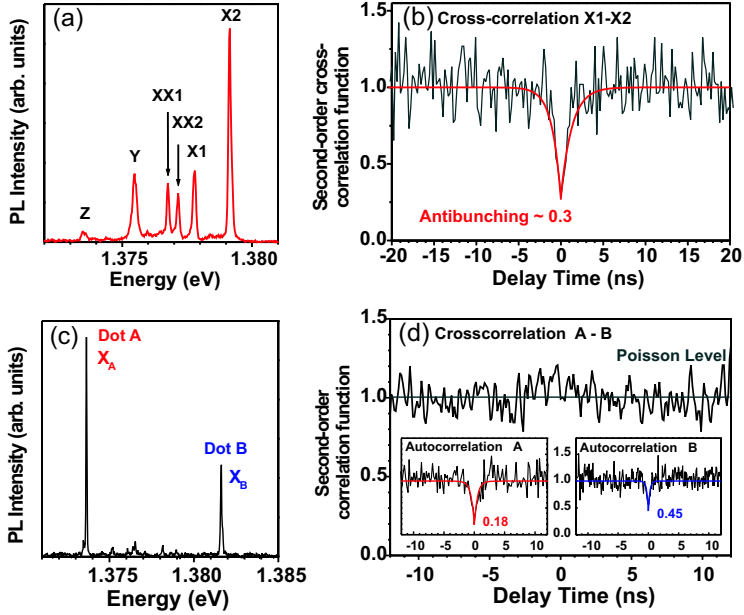 (a)
X2
XX1
XX2
Y
X1
Z
PL Intensity (arb. units)
1.375
1.380
Energy (eV)
(b) Cross-correlation X1-X2
1.5
1.0
0.5
0.0
Second-order cross-
correlation function
Antibunching ~ 0.3
-20 -15 -10 -5 0 5 10 15 20
Delay Time (ns)
(c)
Dot A
X_A
Dot B
X_B
PL Intensity (arb. units)
1.375 1.380 1.385
Energy (eV)
(d) Crosscorrelation A - B
Poisson Level
1.5
1.0
0.5
0.0
Second-order
correlation function
Autocorrelation A
0.18
-10 -5 0 5 10
Autocorrelation B
1.5
1.0
0.5
0.0
0.45
-10 -5 0 5 10
-10 -5 0 5 10
Delay Time (ns)